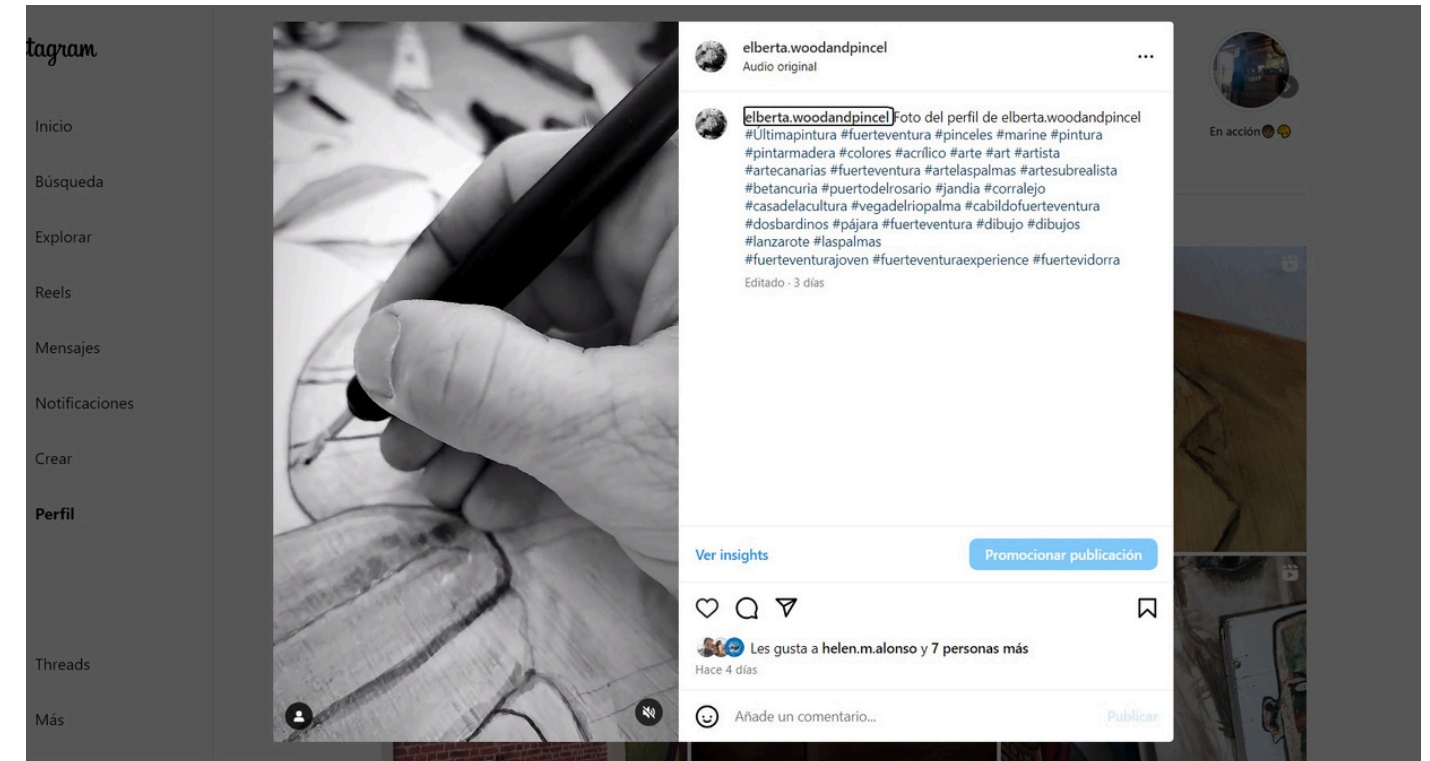 tagram
Inicio
Búsqueda
Explorar
Reels
Mensajes
Notificaciones
Crear
Perfil
Threads
Más
elberta.woodandpincel
Audio original
elberta.woodandpincel Foto del perfil de elberta.woodandpincel
#Últimapintura #fuerteventura #pinceles #marine #pintura
#pintarmadera #colores #acrílico #arte #art #artista
#artecanarias #fuerteventura #artelaspalmas #artesubrealista
#betancuria #puertodelrosario #jandia #corralejo
#casadelacultura #vegadelriopalma #cabildofuerteventura
#dosbardinos #pájara #fuerteventura #dibujo #dibujos
#lanzarote #laspalmas
#fuerteventurajoven #fuerteventuraexperience #fuertevidorra
Editado · 3 días
Ver insights
Promocionar publicación
Les gusta a helen.m.alonso y 7 personas más
Hace 4 días
Añade un comentario...
Publicar
En acción